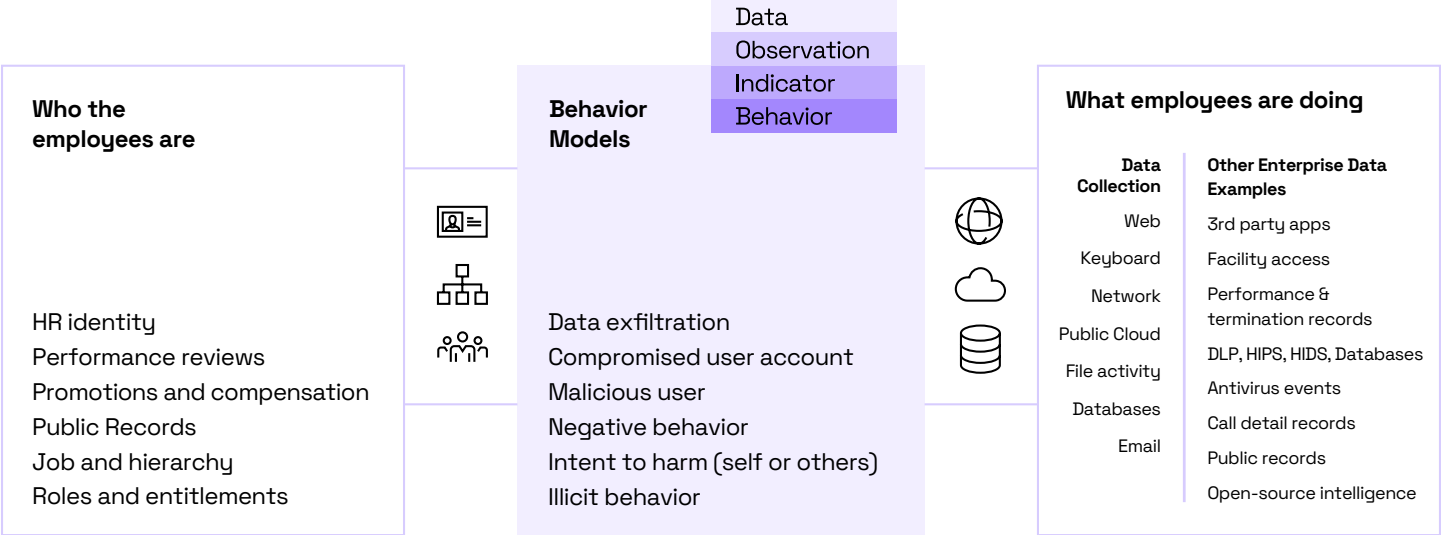 Data
Observation
Indicator
Behavior
Who the
employees are
HR identity
Performance reviews
Promotions and compensation
Public Records
Job and hierarchy
Roles and entitlements
Behavior
Models
Data exfiltration
Compromised user account
Malicious user
Negative behavior
Intent to harm (self or others)
Illicit behavior
What employees are doing
Data
Collection
Web
Keyboard
Network
Public Cloud
File activity
Databases
Email
Other Enterprise Data
Examples
3rd party apps
Facility access
Performance &
termination records
DLP, HIPS, HIDS, Databases
Antivirus events
Call detail records
Public records
Open-source intelligence